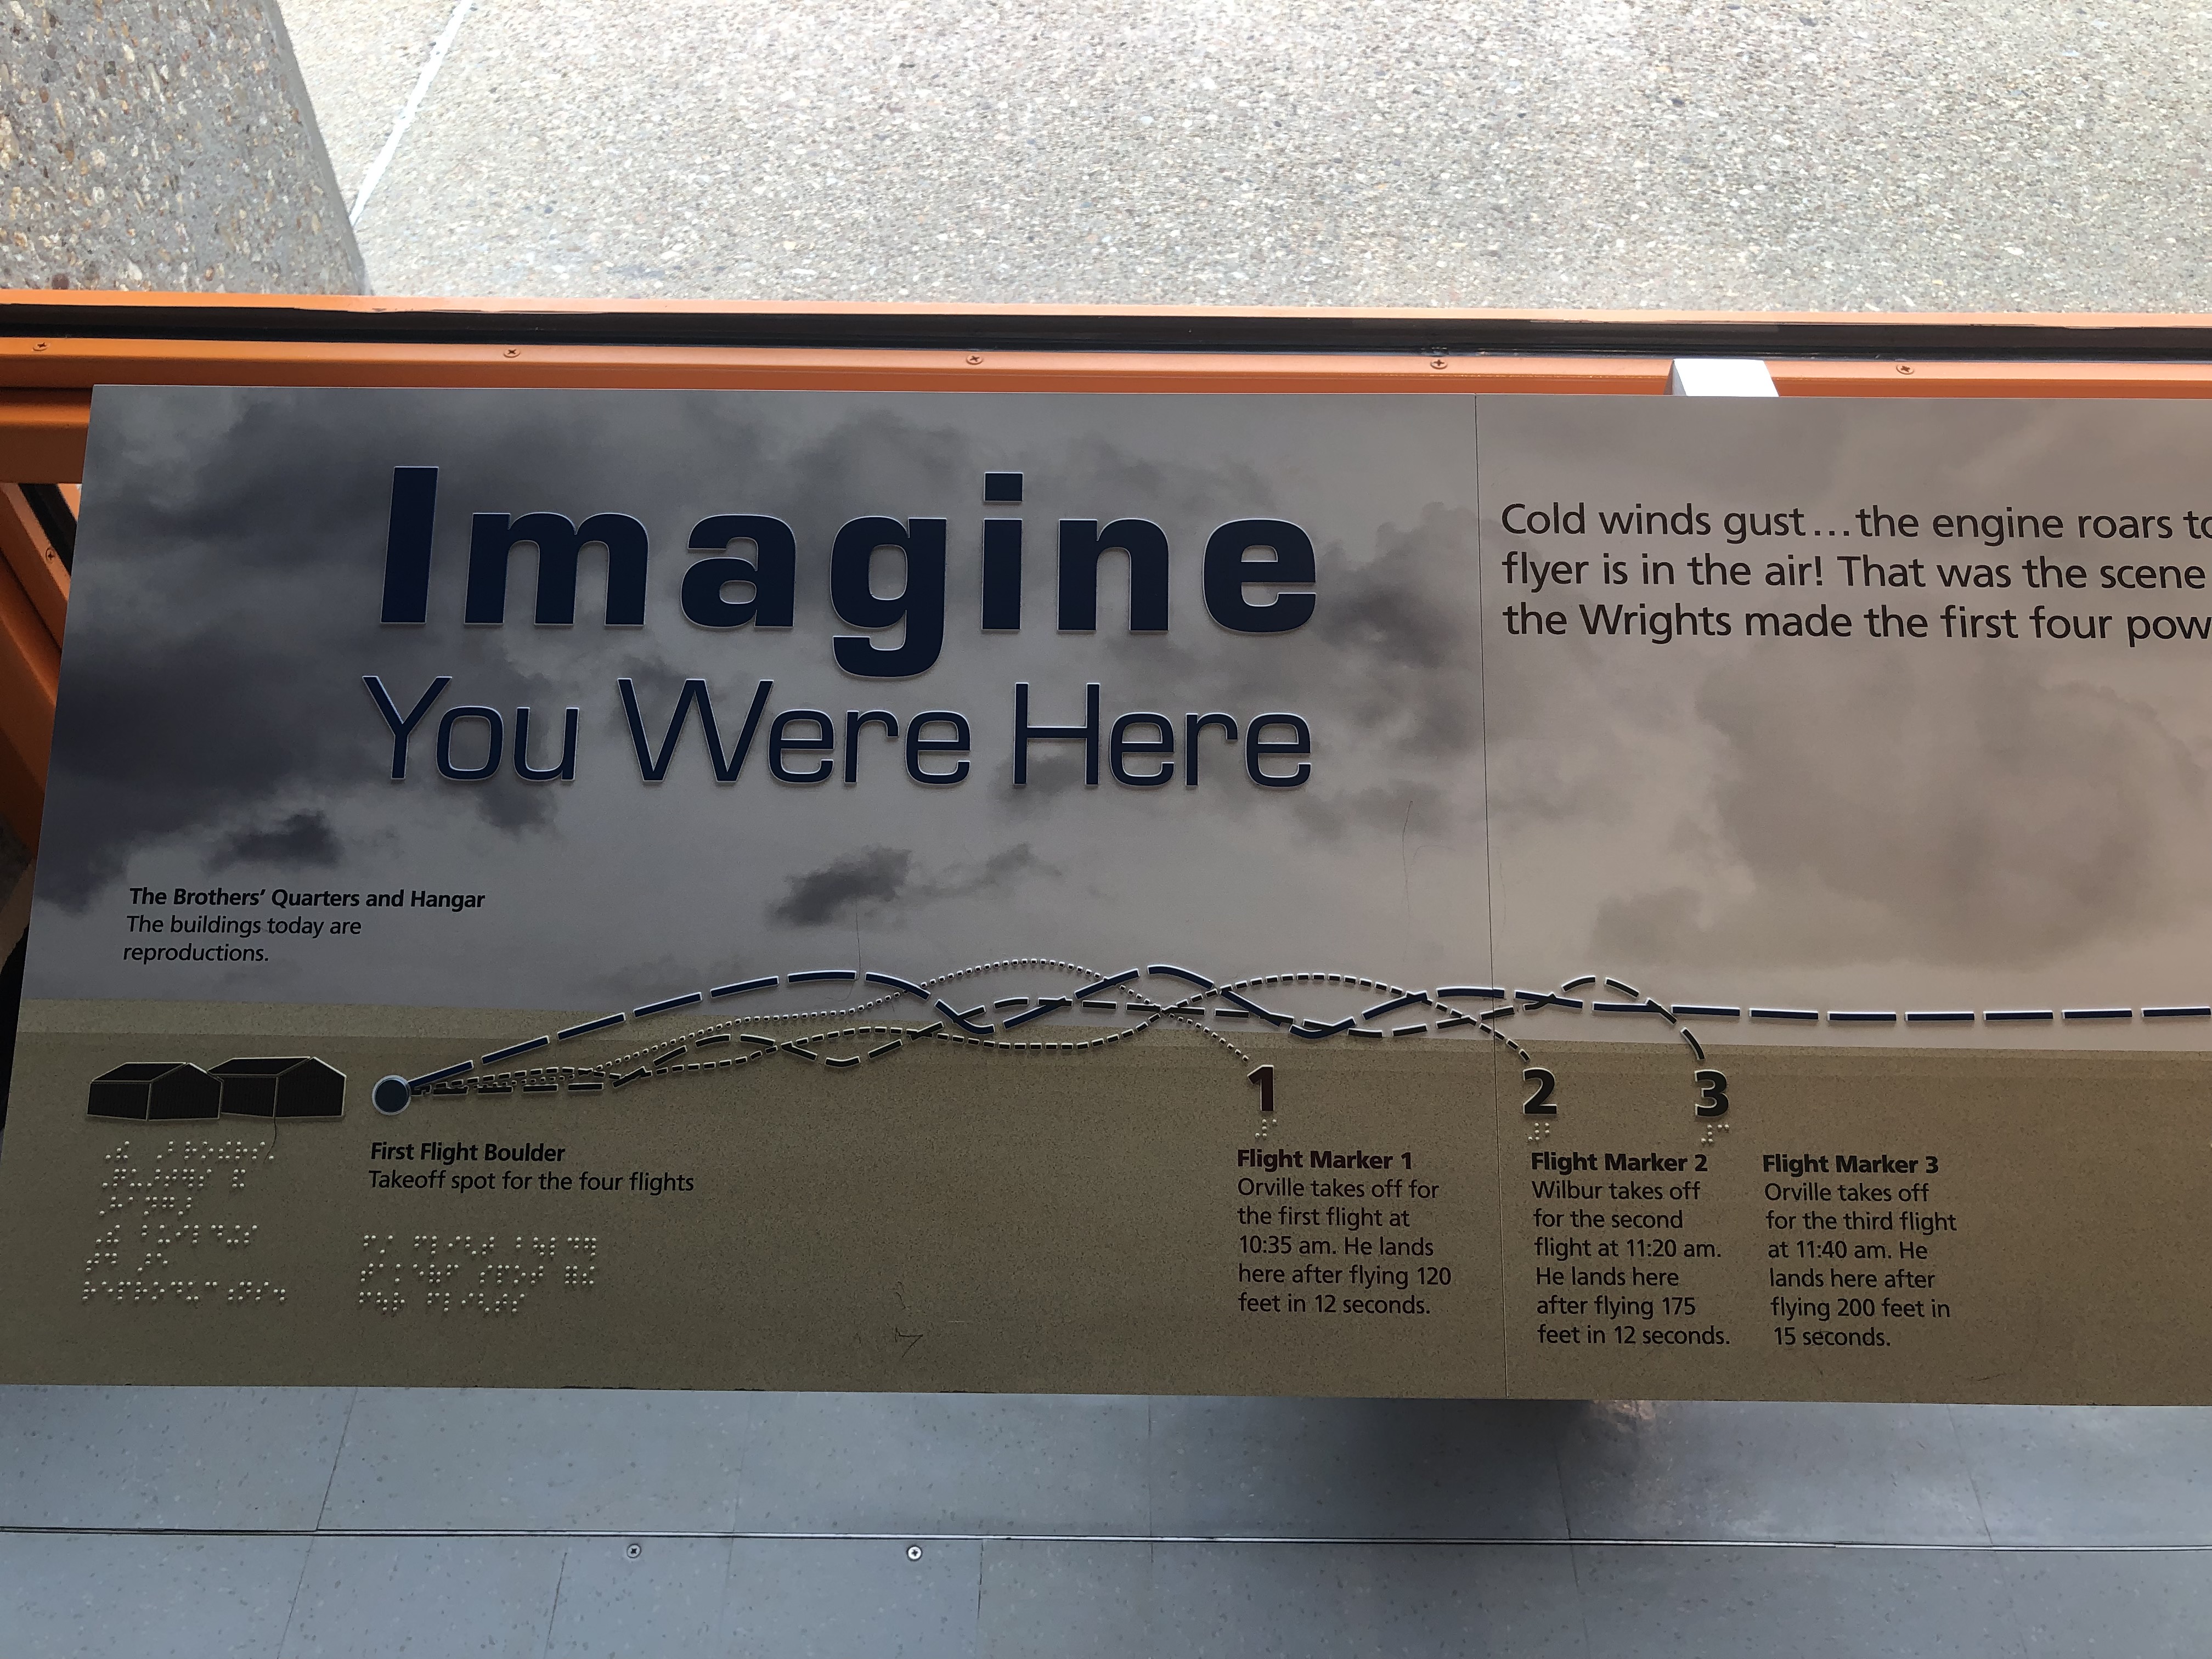 Imagine
You Were Here
Cold winds gust...the engine roars
flyer is in the air! That was the scene
the Wrights made the first four
The Brothers' Quarters and Hangar
The buildings today are
reproductions.
First Flight Boulder
Takeoff spot for the four flights
1
2
3
Flight Marker 1
Orville takes off for
the first flight at
10:35 am. He lands
here after flying 120
feet in 12 seconds.
Flight Marker 2
Wilbur takes off
for the second
flight at 11:20 am.
He lands here
after flying 175
feet in 12 seconds.
Flight Marker 3
Orville takes off
for the third flight
at 11:40 am. He
lands here after
flying 200 feet in
15 seconds.